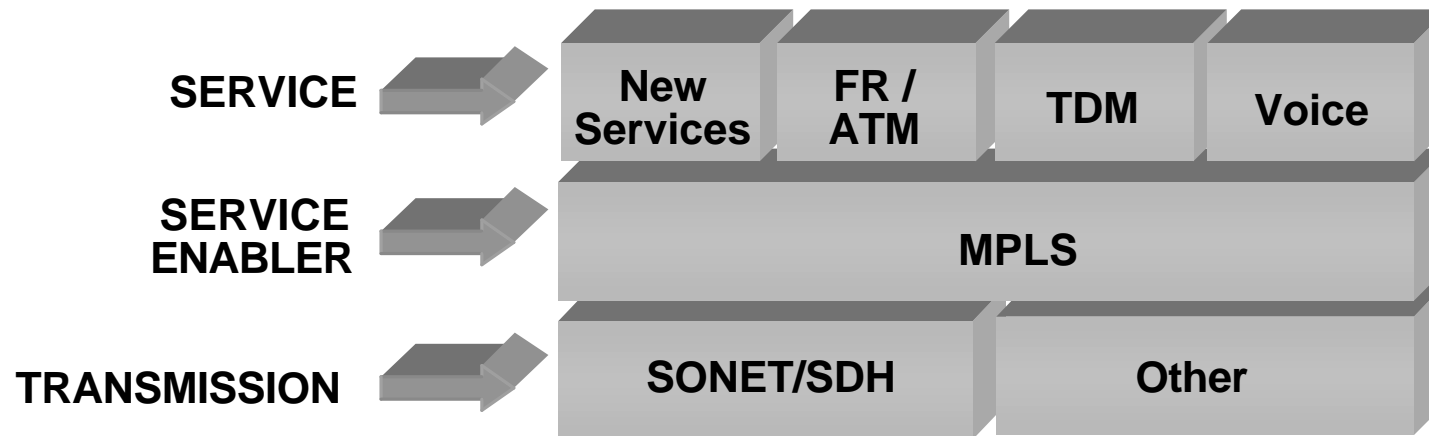 SERVICE
New
Services
FR /
ATM
TDM
Voice
SERVICE
ENABLER
MPLS
TRANSMISSION
SONET/SDH
Other